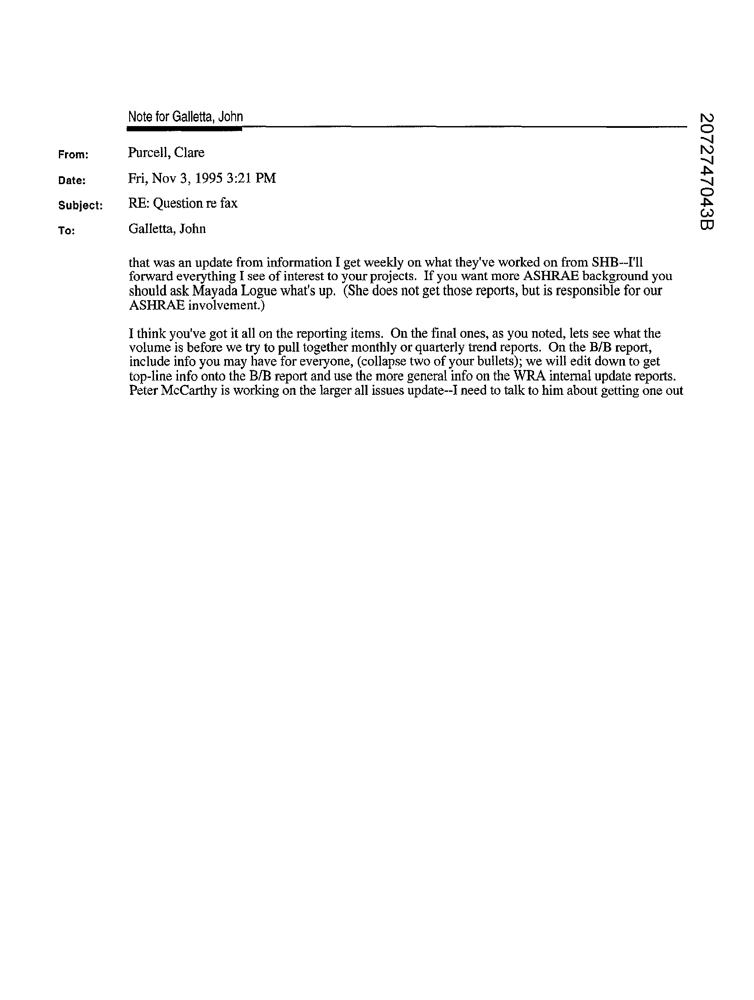 Note for Galletta, John
From: Purcell, Clare
Date: Fri, Nov 3, 1995 3:21 PM
Subject: RE: Question re fax
To: Galletta, John
that was an update from information I get weekly on what they've worked on from SHB--I'll
forward everything I see of interest to your projects. If you want more ASHRAE background you
should ask Mayada Logue what's up. (She does not get those reports, but is responsible for our
ASHRAE involvement.)
I think you've got it all on the reporting items. On the final ones, as you noted, lets see what the
volume is before we try to pull together monthly or quarterly trend reports. On the B/B report,
include info you may have for everyone, (collapse two of your bullets); we will edit down to get
top-line info onto the B/B report and use the more general info on the WRA internal update reports.
Peter McCarthy is working on the larger all issues update--I need to talk to him about getting one out
2072747043B